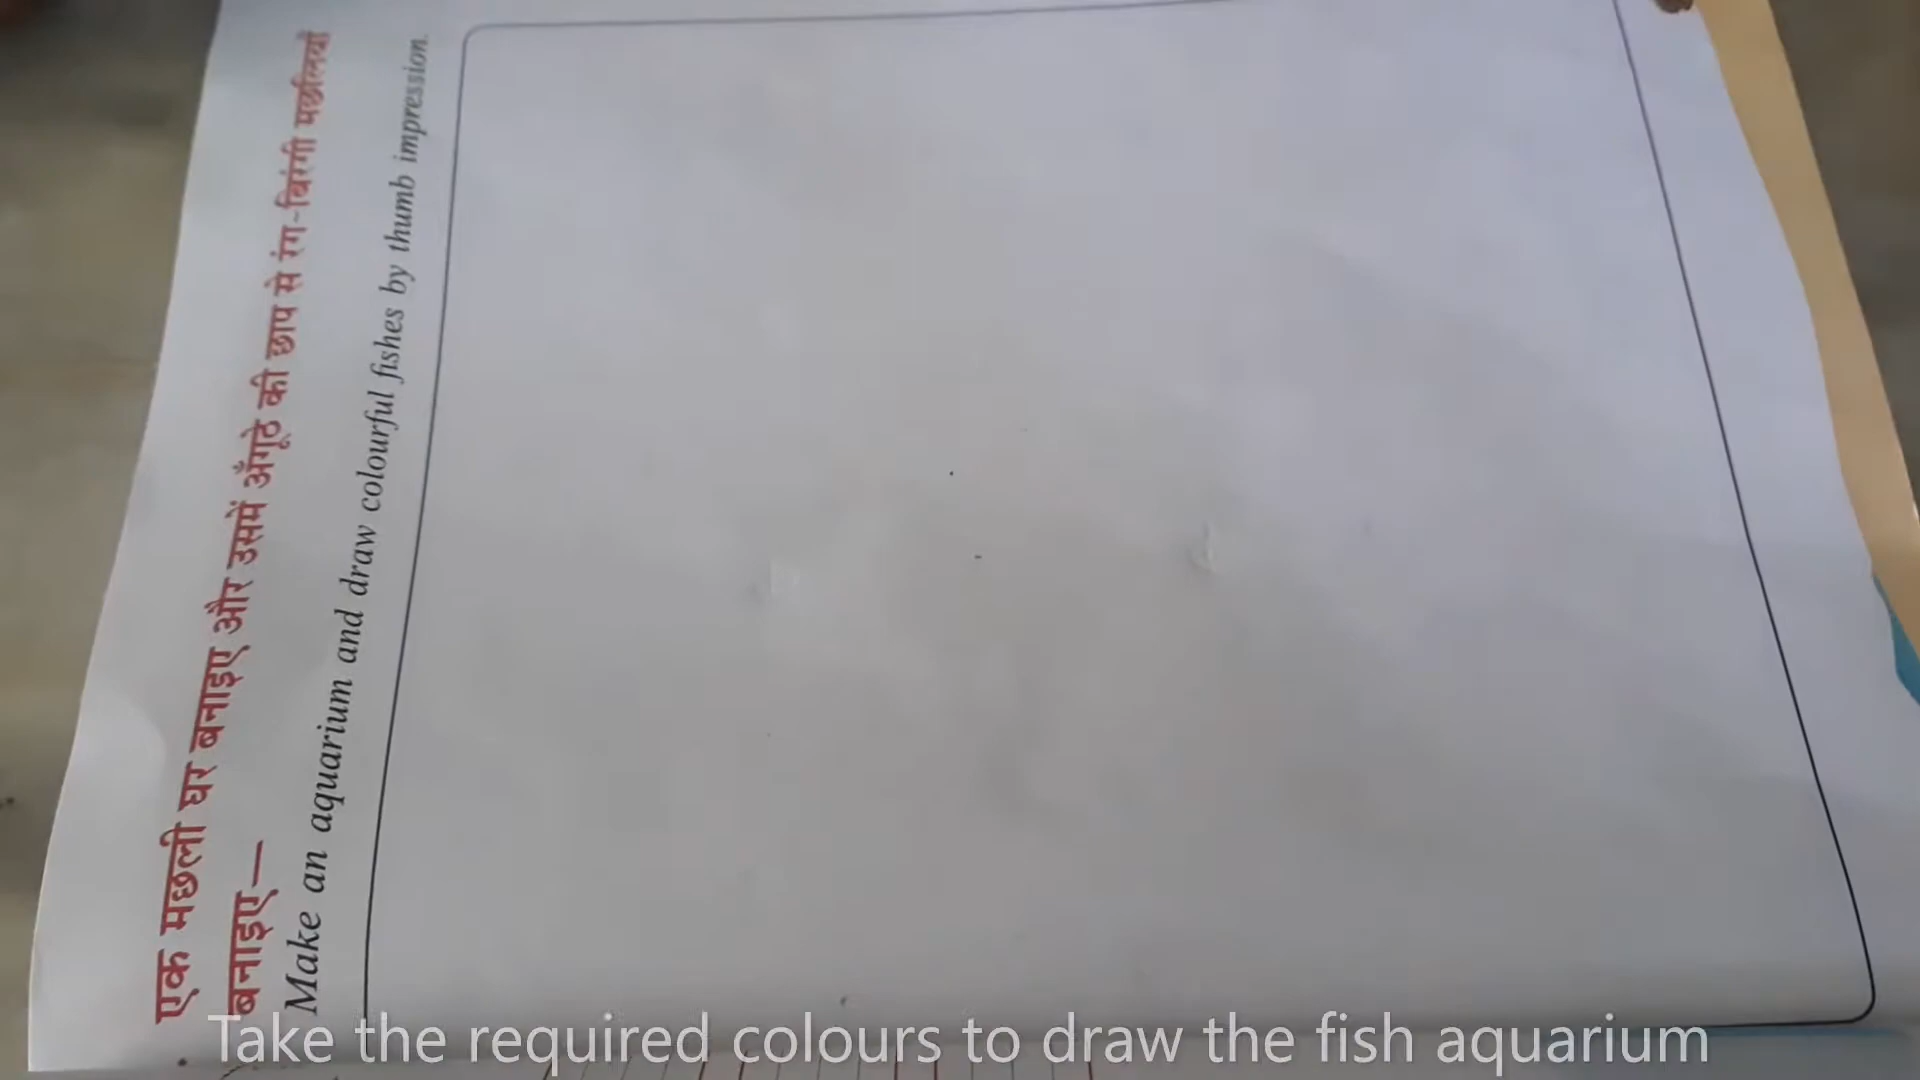 एक मछली घर बनाइए और उसमें अँगूठे की छाप से रंग-बिरंगी मछलियाँ
बनाइए—
Make an aquarium and draw colourful fishes by thumb impression.
Take the required colours to draw the fish aquarium